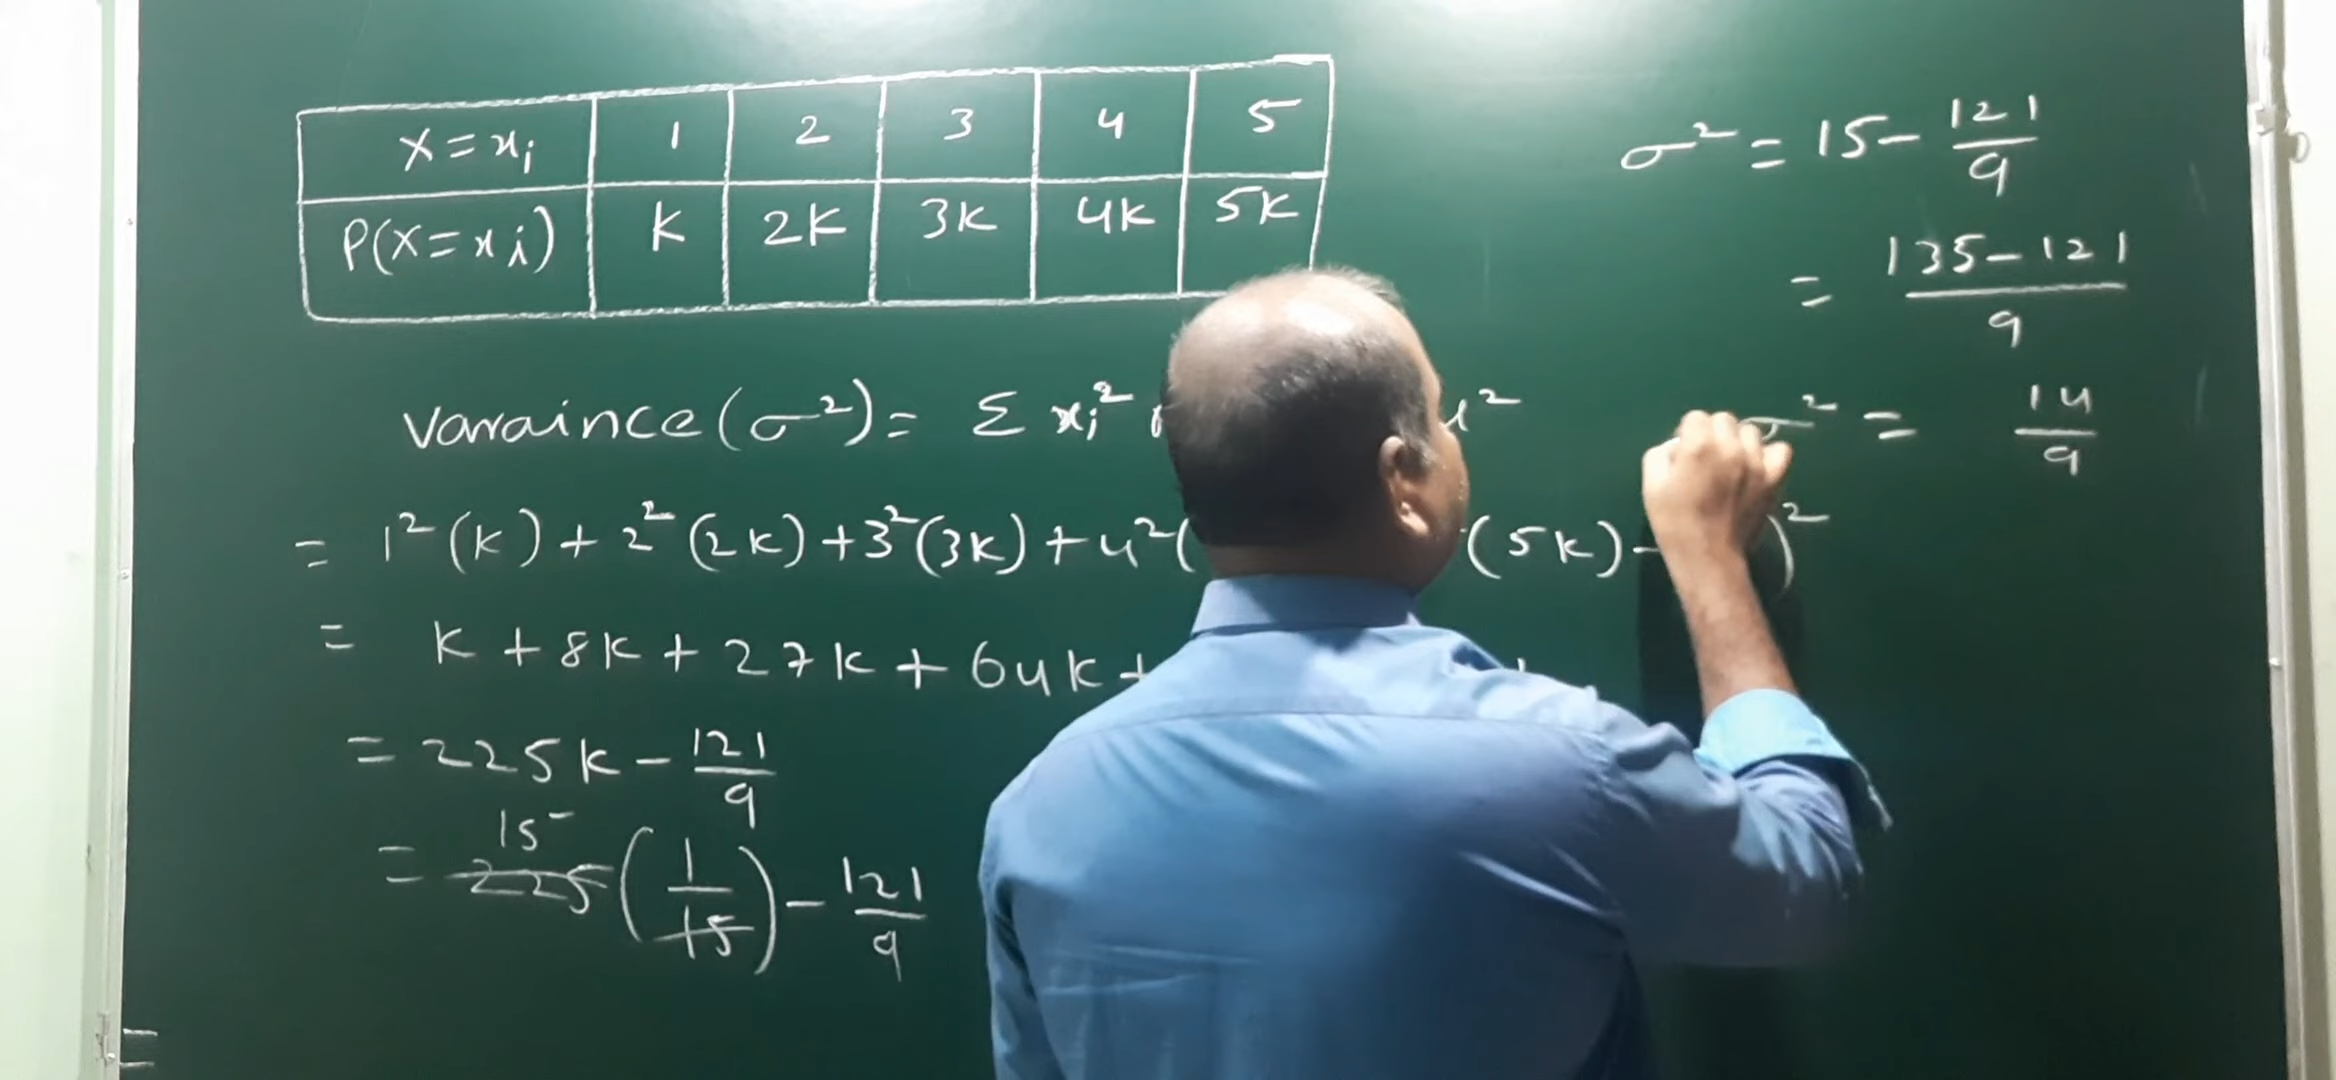 X = xi 1 2 3 4 5
P(X = xi) K 2K 3K 4K 5K
varaince (σ²) = Σ xi²
= 1² (K) + 2² (2K) + 3² (3K) + 4² ( (5K) - )²
= K + 8K + 27K + 64K +
= 225K - 121/9
15
= 225 (1/15) - 121/9
σ² = 15 - 121/9
= 135 - 121/9
σ² = 14/9